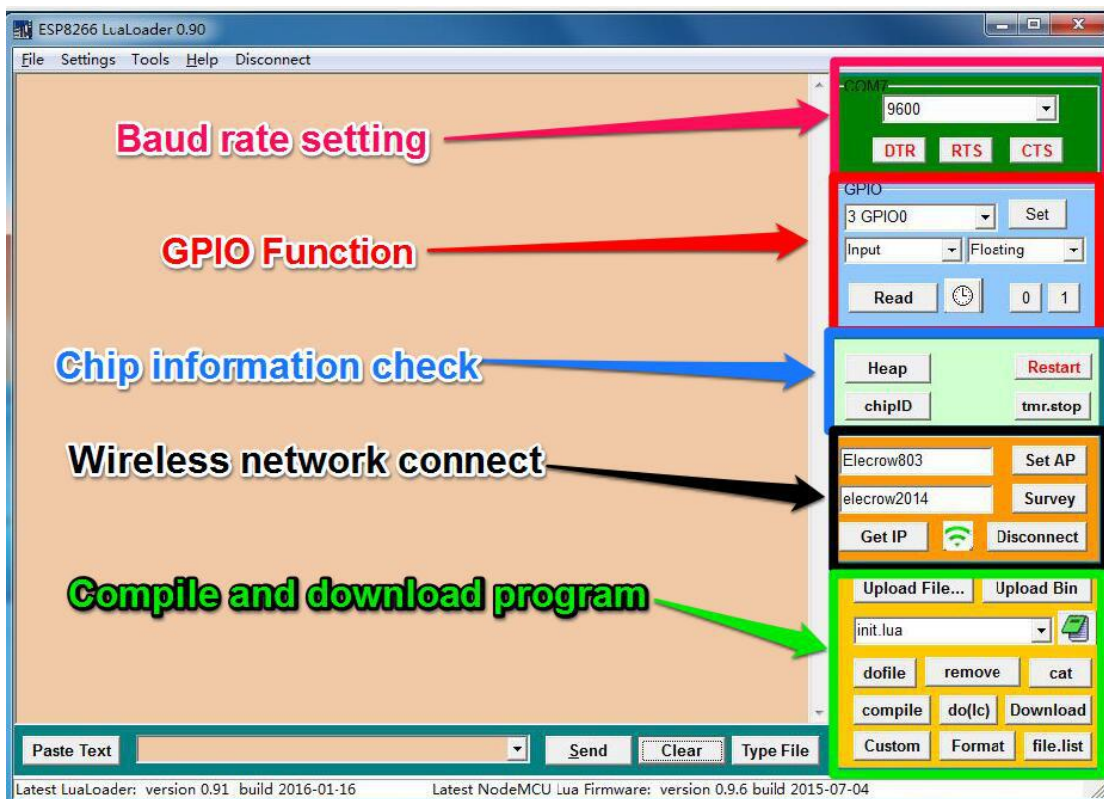 ESP8266 LuaLoader 0.90
File Settings Tools Help Disconnect
COM7
9600
Baud rate setting
DTR RTS CTS
GPIO
3 GPIO0 Set
GPIO Function
Input Floating
Read 0 1
Chip information check
Heap Restart
chipID tmr.stop
Wireless network connect
Elecrow803 Set AP
elecrow2014 Survey
Get IP Disconnect
Compile and download program
Upload File... Upload Bin
init.lua
dofile remove cat
compile do(lc) Download
Custom Format file.list
Paste Text Send Clear Type File
Latest LuaLoader: version 0.91 build 2016-01-16 Latest NodeMCU Lua Firmware: version 0.9.6 build 2015-07-04